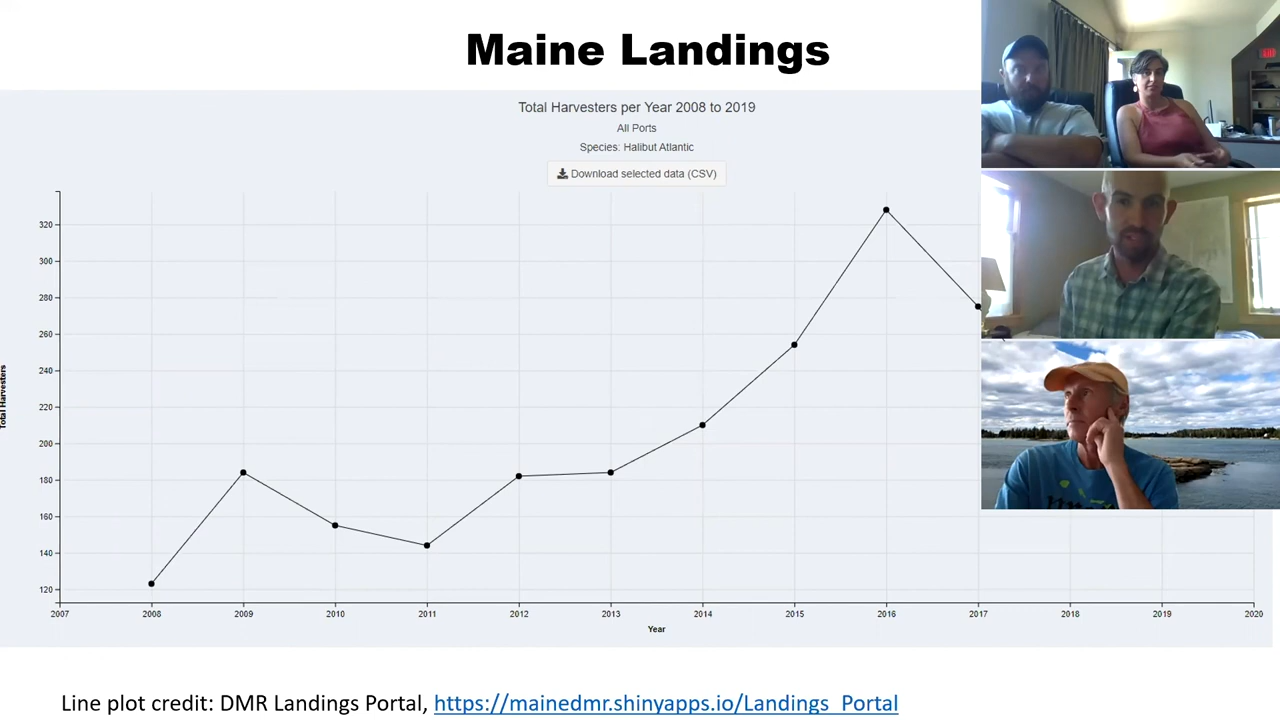 Maine Landings
Total Harvesters per Year 2008 to 2019
All Ports
Species: Halibut Atlantic
Download selected data (CSV)
320
300
280
260
240
220
200
180
160
140
120
Total Harvesters
2007 2008 2009 2010 2011 2012 2013 2014 2015 2016 2017 2018 2019 2020
Year
Line plot credit: DMR Landings Portal, https://mainedmr.shinyapps.io/Landings_Portal
EXIT